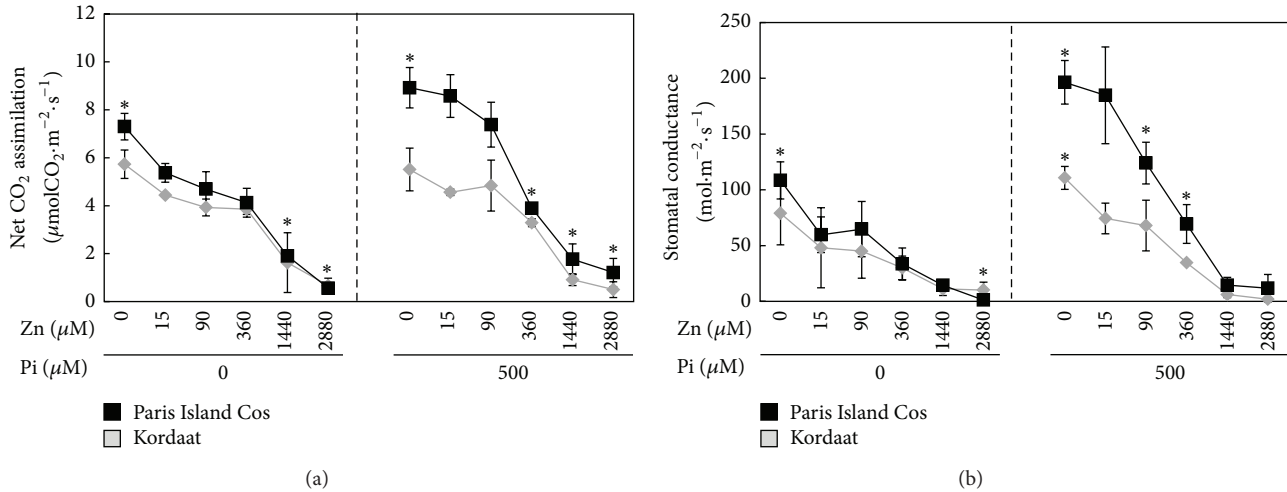 Net CO₂ assimilation
(μmolCO₂·m⁻²·s⁻¹)
12
10
8
6
4
2
0
*
*
*
*
*
*
*
Zn (μM)
0 15 90 360 1440 2880 0 15 90 360 1440 2880
Pi (μM)
0 500
Paris Island Cos
Kordaat
(a)
Stomatal conductance
(mol·m⁻²·s⁻¹)
250
200
150
100
50
0
*
*
*
*
*
*
Zn (μM)
0 15 90 360 1440 2880 0 15 90 360 1440 2880
Pi (μM)
0 500
Paris Island Cos
Kordaat
(b)